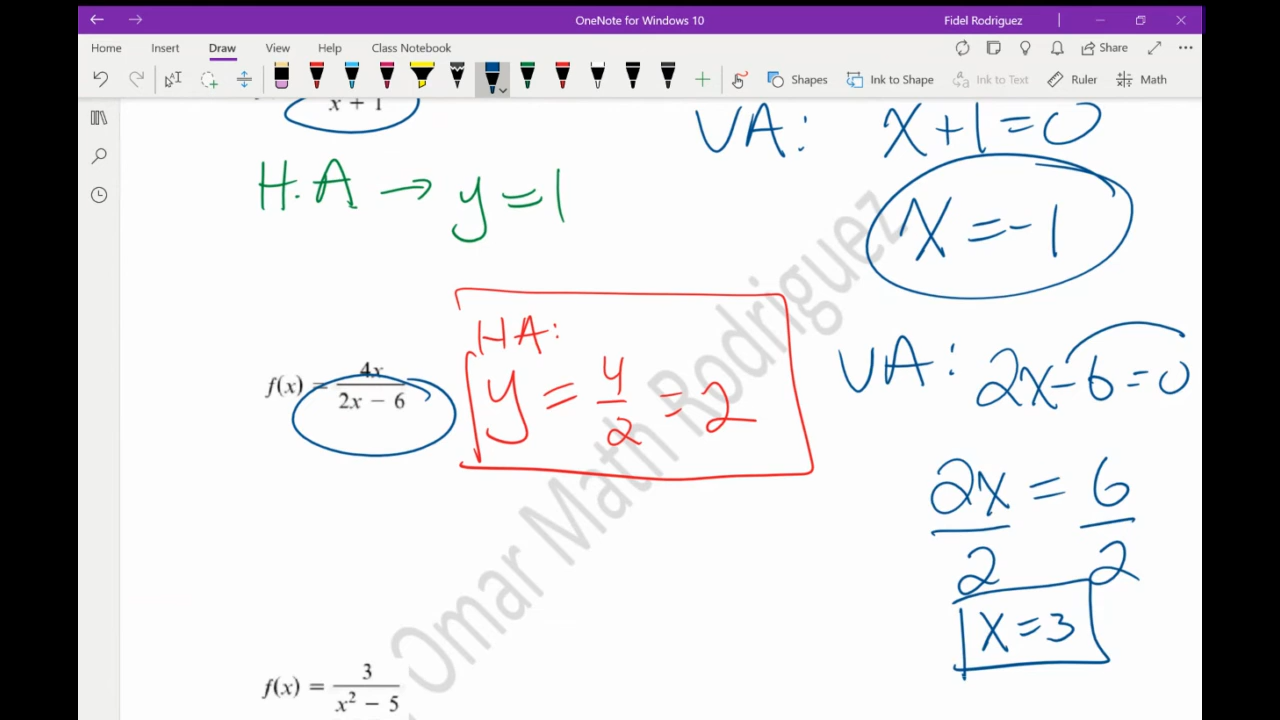 OneNote for Windows 10
Fidel Rodriguez
Home Insert Draw View Help Class Notebook
Share
Shapes Ink to Shape Ink to Text Ruler Math
x + 1
VA: x+1=0
H.A → y=1
x=-1
HA:
y = 4/2 = 2
f(x) = 4x
2x − 6
VA: 2x-6=0
2x = 6
2 2
x=3
Omar Math Rodriguez
f(x) = 3
x² − 5